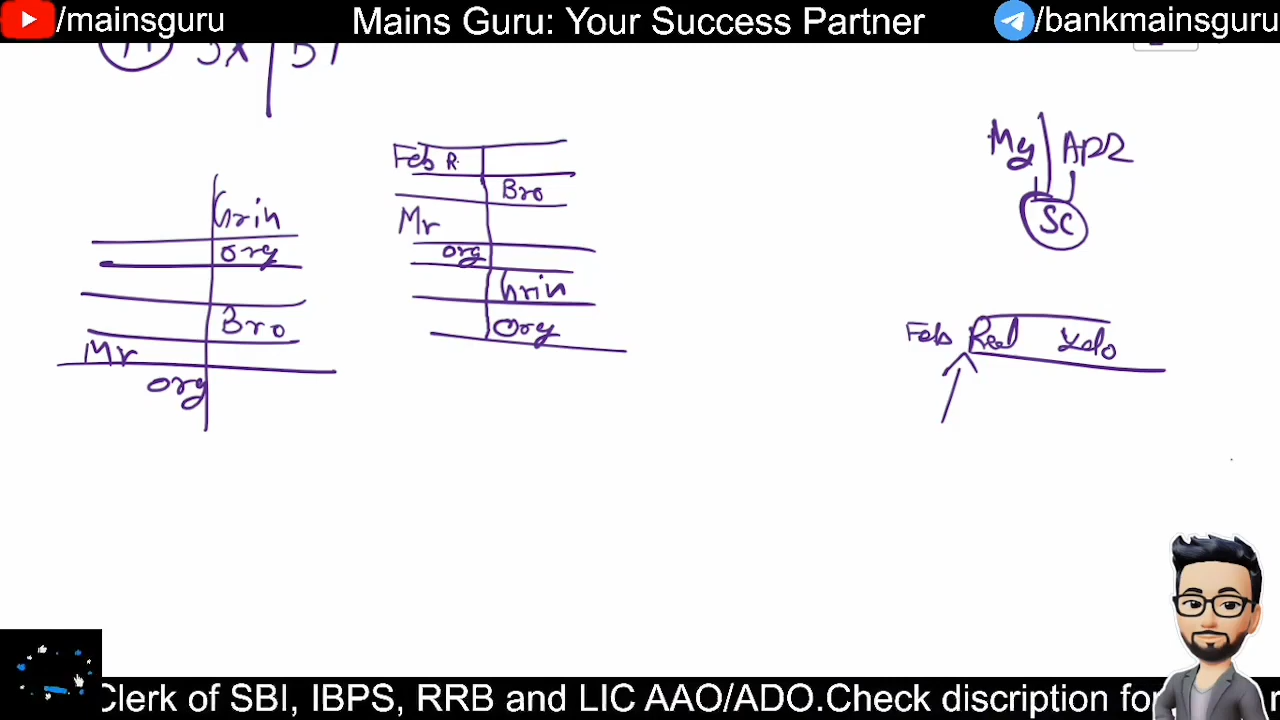 /mainsguru
Mains Guru: Your Success Partner
/bankmainsguru
Grin
Org
Bro
Mr
Org
Feb R
Bro
Mr
Org
Grin
Org
My APR
SC
Feb Red Yelo
Clerk of SBI, IBPS, RRB and LIC AAO/ADO.Check discription for